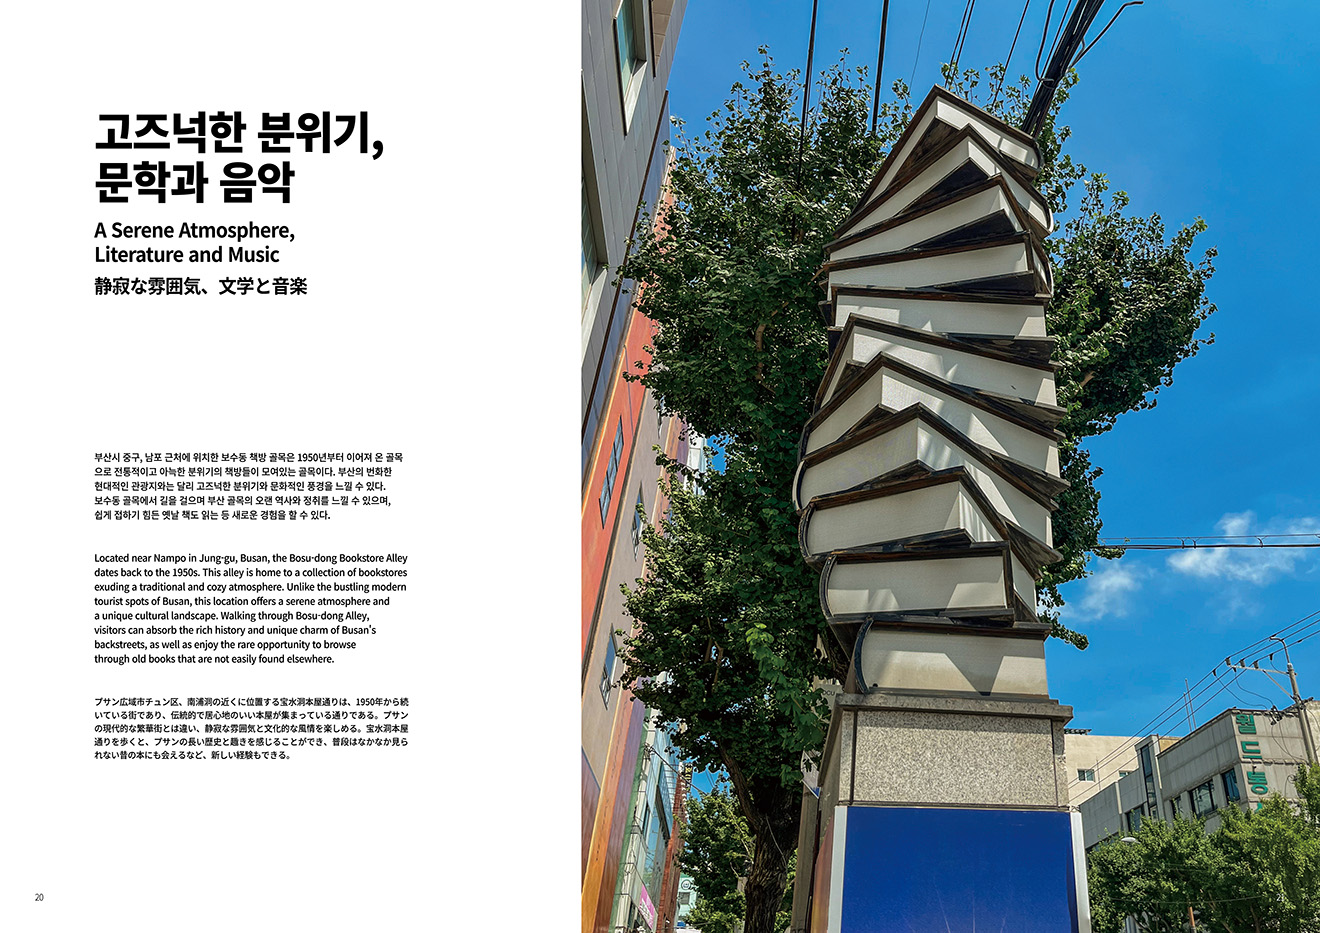 고즈넉한 분위기,
문학과 음악
A Serene Atmosphere,
Literature and Music
静寂な雰囲気、文学と音楽
부산시 중구, 남포 근처에 위치한 보수동 책방 골목은 1950년부터 이어져 온 골목
으로 전통적이고 아늑한 분위기의 책방들이 모여있는 골목이다. 부산의 번화한
현대적인 관광지와는 달리 고즈넉한 분위기와 문화적인 풍경을 느낄 수 있다.
보수동 골목에서 길을 걸으며 부산 골목의 오랜 역사와 정취를 느낄 수 있으며,
쉽게 접하기 힘든 옛날 책도 읽는 등 새로운 경험을 할 수 있다.
Located near Nampo in Jung-gu, Busan, the Bosu-dong Bookstore Alley
dates back to the 1950s. This alley is home to a collection of bookstores
exuding a traditional and cozy atmosphere. Unlike the bustling modern
tourist spots of Busan, this location offers a serene atmosphere and
a unique cultural landscape. Walking through Bosu-dong Alley,
visitors can absorb the rich history and unique charm of Busan's
backstreets, as well as enjoy the rare opportunity to browse
through old books that are not easily found elsewhere.
プサン広域市チュン区、南浦洞の近くに位置する宝水洞本屋通りは、1950年から続
いている街であり、伝統的で居心地のいい本屋が集まっている通りである。プサン
の現代的な繁華街とは違い、静寂な雰囲気と文化的な風情を楽しめる。宝水洞本屋
通りを歩くと、プサンの長い歴史と趣きを感じることができ、普段はなかなか見ら
れない昔の本にも会えるなど、新しい経験もできる。
20
월드통